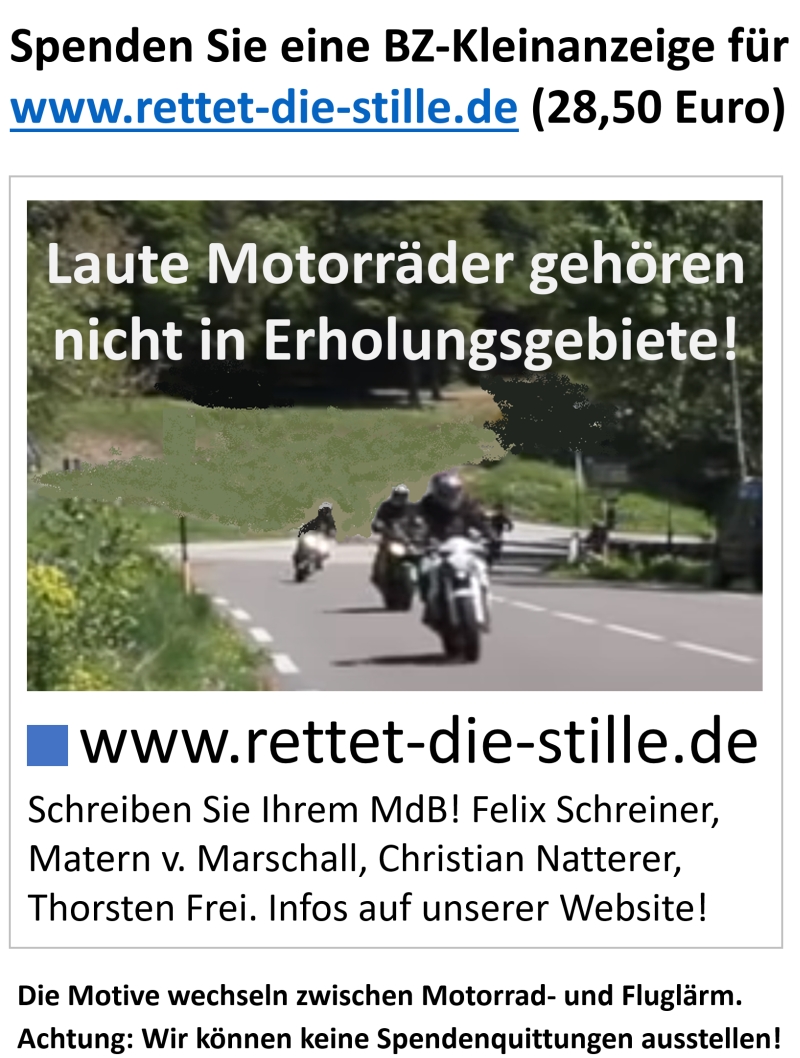 Spenden Sie eine BZ-Kleinanzeige für
www.rettet-die-stille.de (28,50 Euro)
Laute Motorräder gehören
nicht in Erholungsgebiete!
www.rettet-die-stille.de
Schreiben Sie Ihrem MdB! Felix Schreiner,
Matern v. Marschall, Christian Natterer,
Thorsten Frei. Infos auf unserer Website!
Die Motive wechseln zwischen Motorrad- und Fluglärm.
Achtung: Wir können keine Spendenquittungen ausstellen!